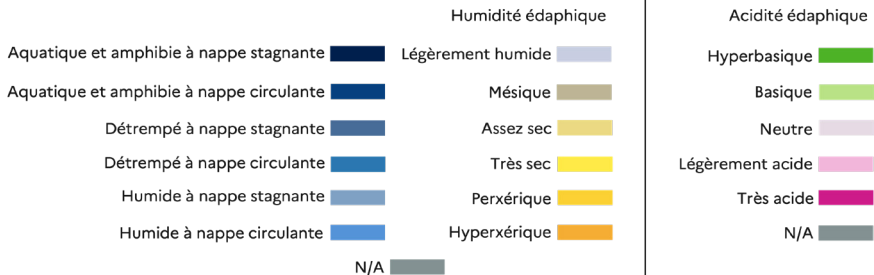 Humidité édaphique
Aquatique et amphibie à nappe stagnante
Aquatique et amphibie à nappe circulante
Détrempé à nappe stagnante
Détrempé à nappe circulante
Humide à nappe stagnante
Humide à nappe circulante
Légèrement humide
Mésique
Assez sec
Très sec
Perxérique
Hyperxérique
N/A
Acidité édaphique
Hyperbasique
Basique
Neutre
Légèrement acide
Très acide
N/A